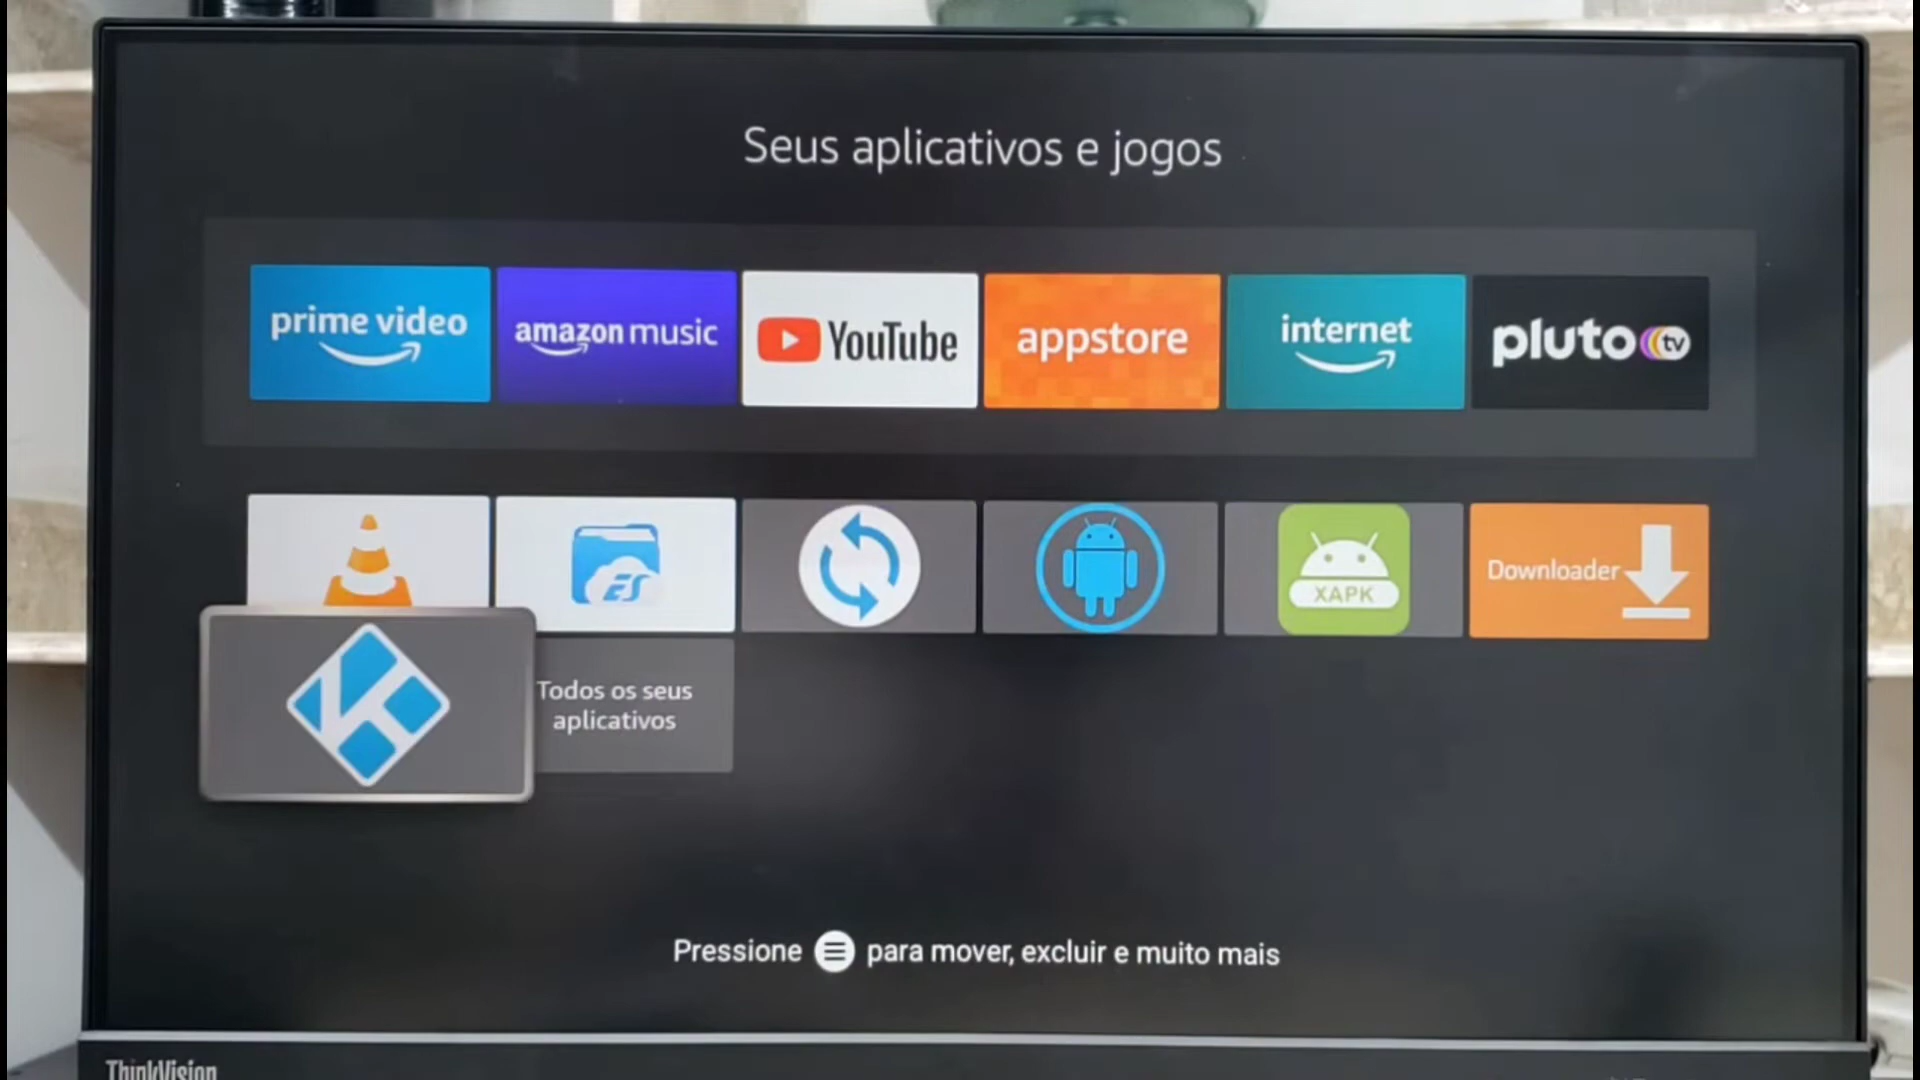 Seus aplicativos e jogos
prime video
amazon music
YouTube
appstore
internet
pluto tv
ES
XAPK
Downloader
Todos os seus
aplicativos
Pressione para mover, excluir e muito mais
ThinkVision